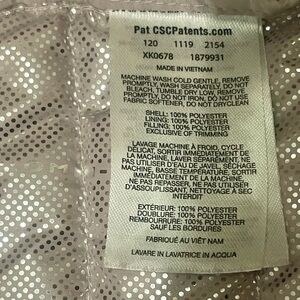 Pat CSCPatents.com
120 1119 2154
XK0678 1879931
MADE IN VIETNAM
MACHINE WASH COLD GENTLE, REMOVE
PROMPTLY, WASH SEPARATELY, DO NOT
BLEACH, TUMBLE DRY LOW, REMOVE
PROMPTLY, DO NOT IRON, DO NOT USE
FABRIC SOFTENER, DO NOT DRYCLEAN
SHELL: 100% POLYESTER
LINING: 100% POLYESTER
FILLING: 100% POLYESTER
EXCLUSIVE OF TRIMMING
LAVAGE MACHINE À FROID, CYCLE
DÉLICAT, SORTIR IMMÉDIATEMENT DE
LA MACHINE, LAVER SÉPARÉMENT, NE
PAS UTILISER D'EAU DE JAVEL, SÉCHAGE
MACHINE, BASSE TEMPÉRATURE, SORTIR
IMMÉDIATEMENT DE LA MACHINE,
NE PAS REPASSER, NE PAS UTILISER
D'ASSOUPLISSANT, NETTOYAGE À SEC
INTERDIT
EXTÉRIEUR: 100% POLYESTER
DOUBLURE: 100% POLYESTER
REMBOURRAGE: 100% POLYESTER
SAUF LES BORDURES
FABRIQUÉ AU VIÊT NAM
LAVARE IN LAVATRICE IN ACQUA